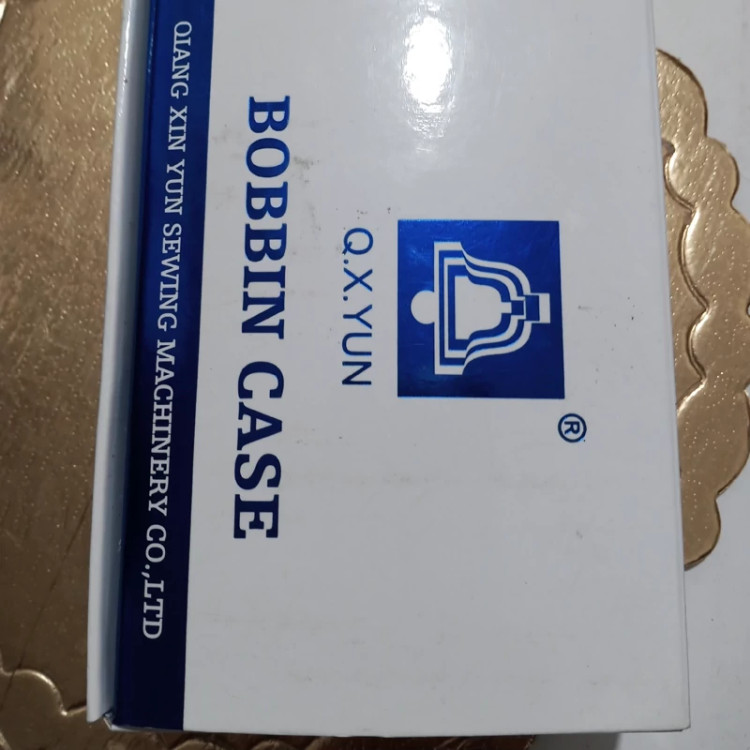 ®
Q.X.YUN
BOBBIN CASE
QIANG XIN YUN SEWING MACHINERY CO.,LTD